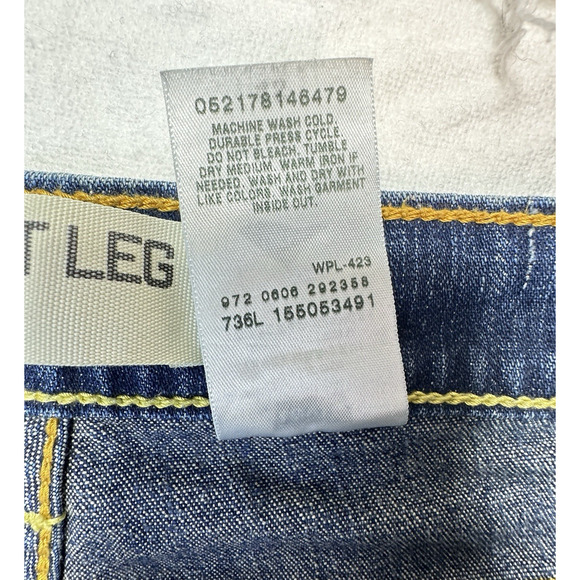 052178146479
MACHINE WASH COLD.
DURABLE PRESS CYCLE.
DO NOT BLEACH. TUMBLE
DRY MEDIUM. WARM IRON IF
NEEDED. WASH AND DRY WITH
LIKE COLORS. WASH GARMENT
INSIDE OUT.
T LEG
WPL-423
972 0606 292358
736L 155053491